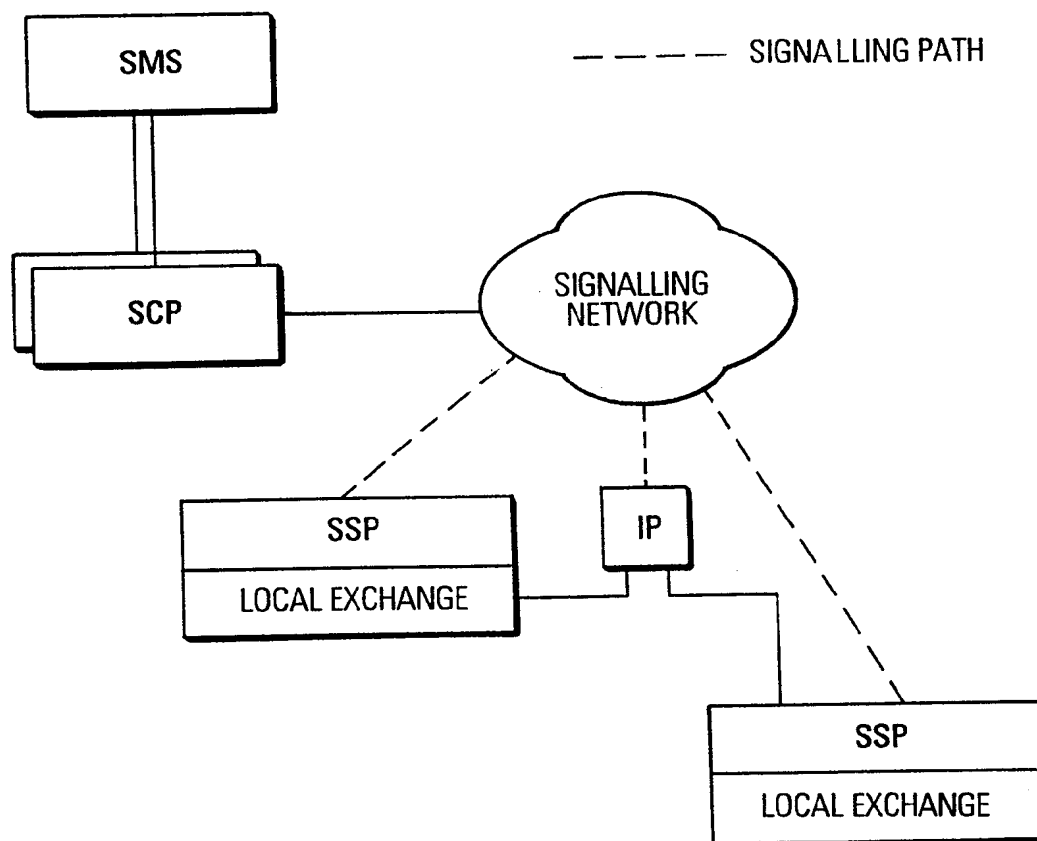 SMS
SIGNALLING PATH
SCP
SIGNALLING
NETWORK
SSP
LOCAL EXCHANGE
IP
SSP
LOCAL EXCHANGE